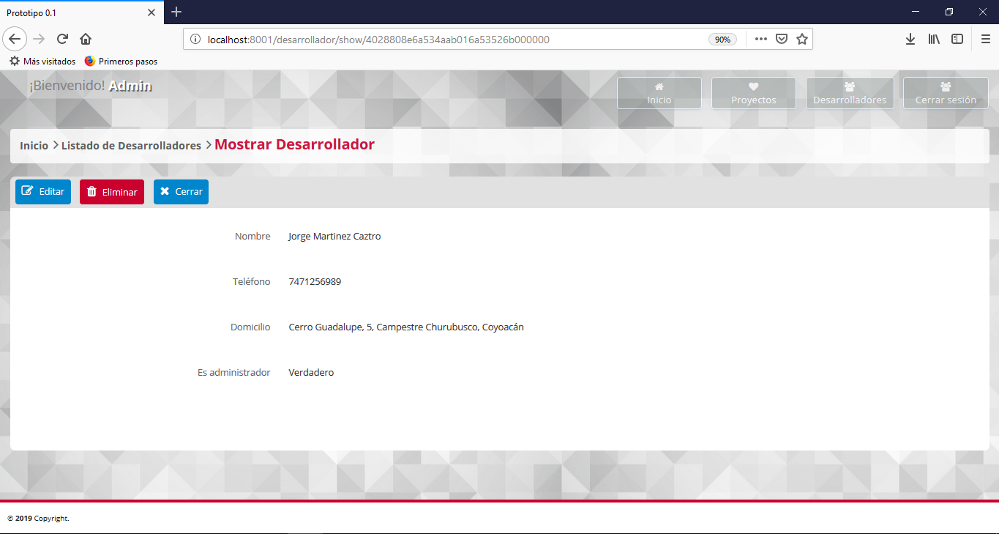 Prototipo 0.1
localhost:8001/desarrollador/show/4028808e6a534aab016a53526b000000 90%
Más visitados Primeros pasos
¡Bienvenido! Admin
Inicio Proyectos Desarrolladores Cerrar sesión
Inicio > Listado de Desarrolladores > Mostrar Desarrollador
Editar Eliminar Cerrar
Nombre Jorge Martinez Caztro
Teléfono 7471256989
Domicilio Cerro Guadalupe, 5, Campestre Churubusco, Coyoacán
Es administrador Verdadero
© 2019 Copyright.